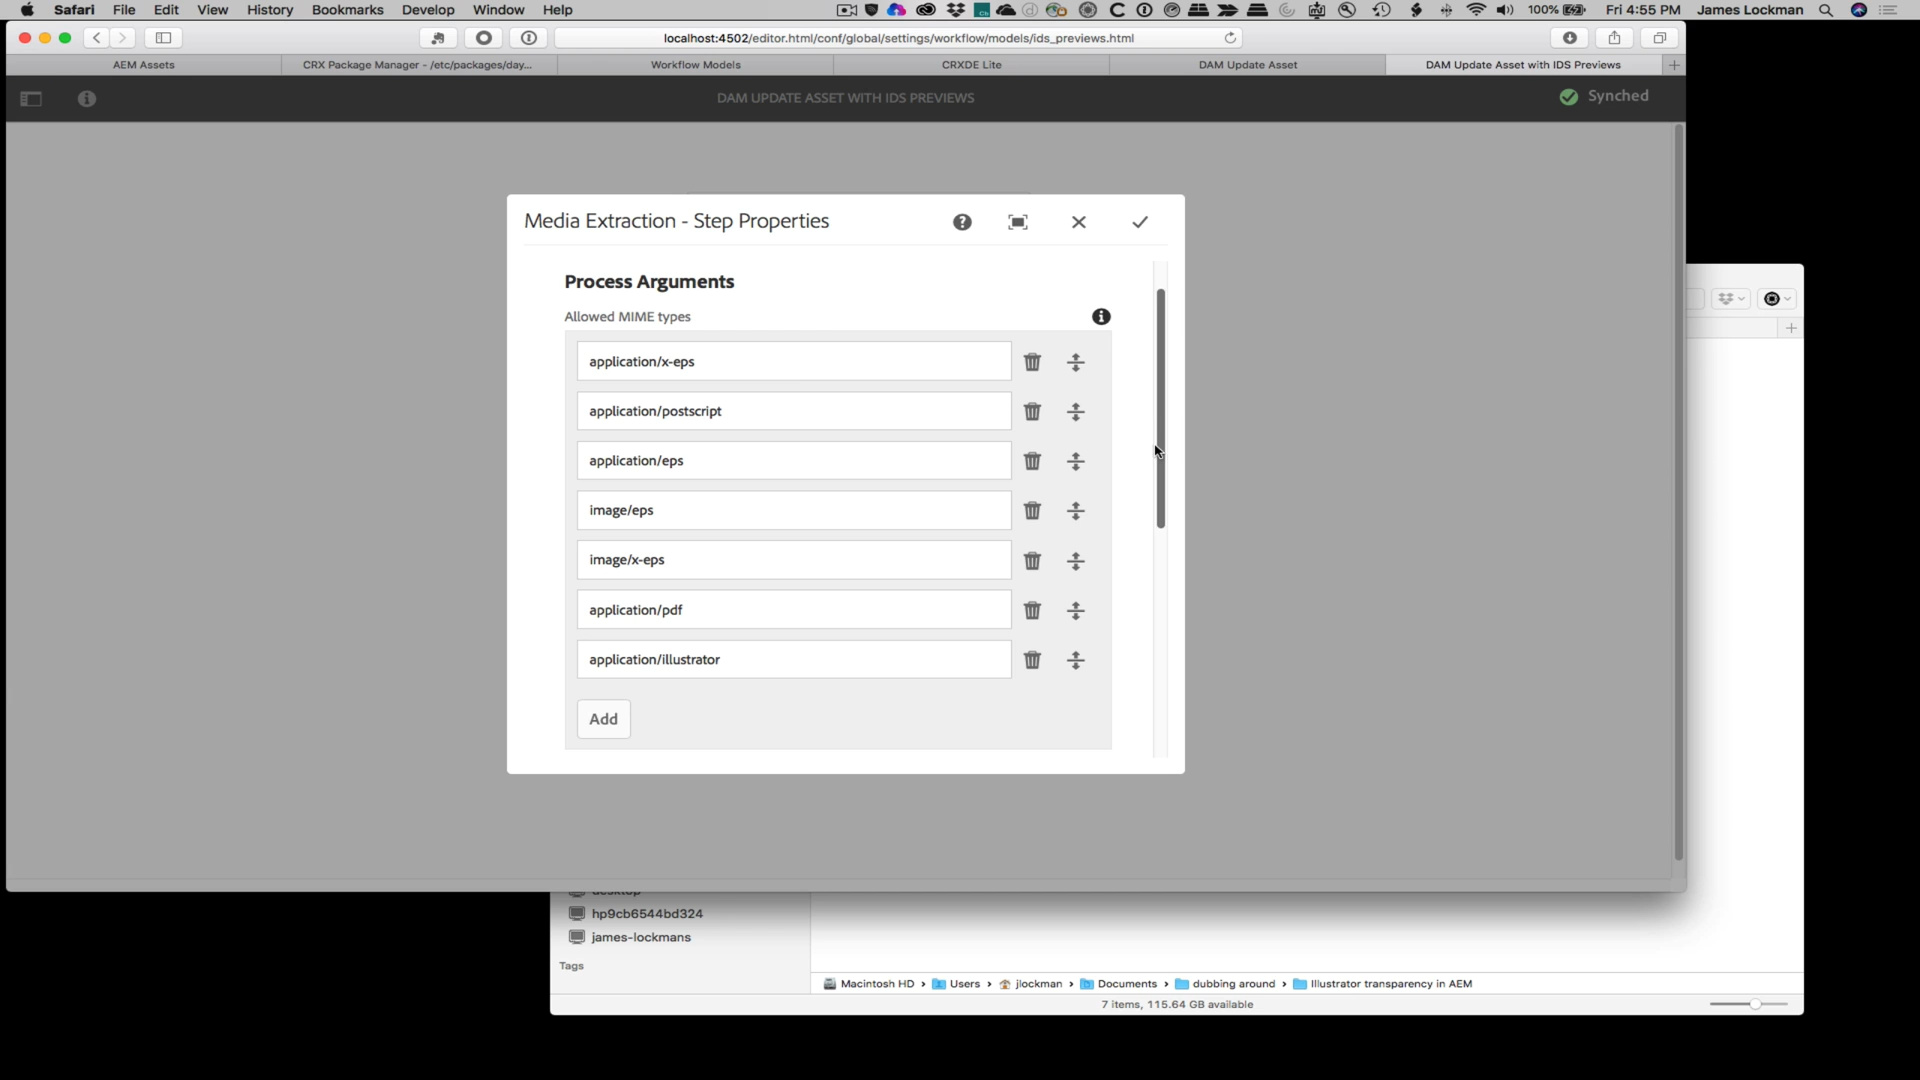 Safari File Edit View History Bookmarks Develop Window Help 100% Fri 4:55 PM James Lockman
localhost:4502/editor.html/conf/global/settings/workflow/models/ids_previews.html
AEM Assets CRX Package Manager - /etc/packages/day... Workflow Models CRXDE Lite DAM Update Asset DAM Update Asset with IDS Previews
DAM UPDATE ASSET WITH IDS PREVIEWS Synched
Media Extraction - Step Properties
Process Arguments
Allowed MIME types
application/x-eps
application/postscript
application/eps
image/eps
image/x-eps
application/pdf
application/illustrator
Add
hp9cb6544bd324
james-lockmans
Tags
Macintosh HD › Users › jlockman › Documents › dubbing around › Illustrator transparency in AEM
7 items, 115.64 GB available